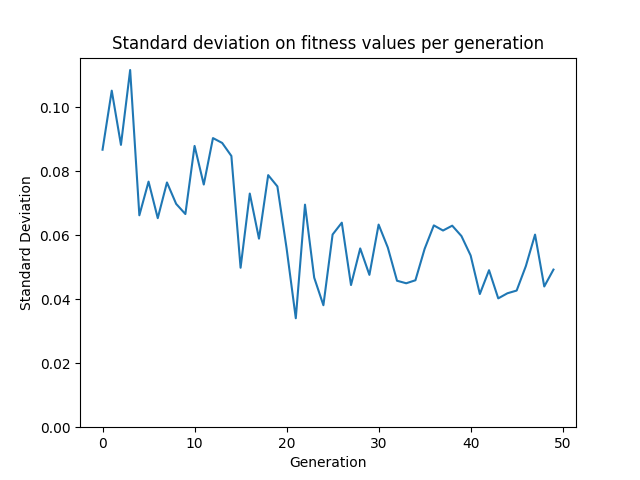 Standard deviation on fitness values per generation
0.10
0.08
0.06
0.04
0.02
0.00
Standard Deviation
0 10 20 30 40 50
Generation